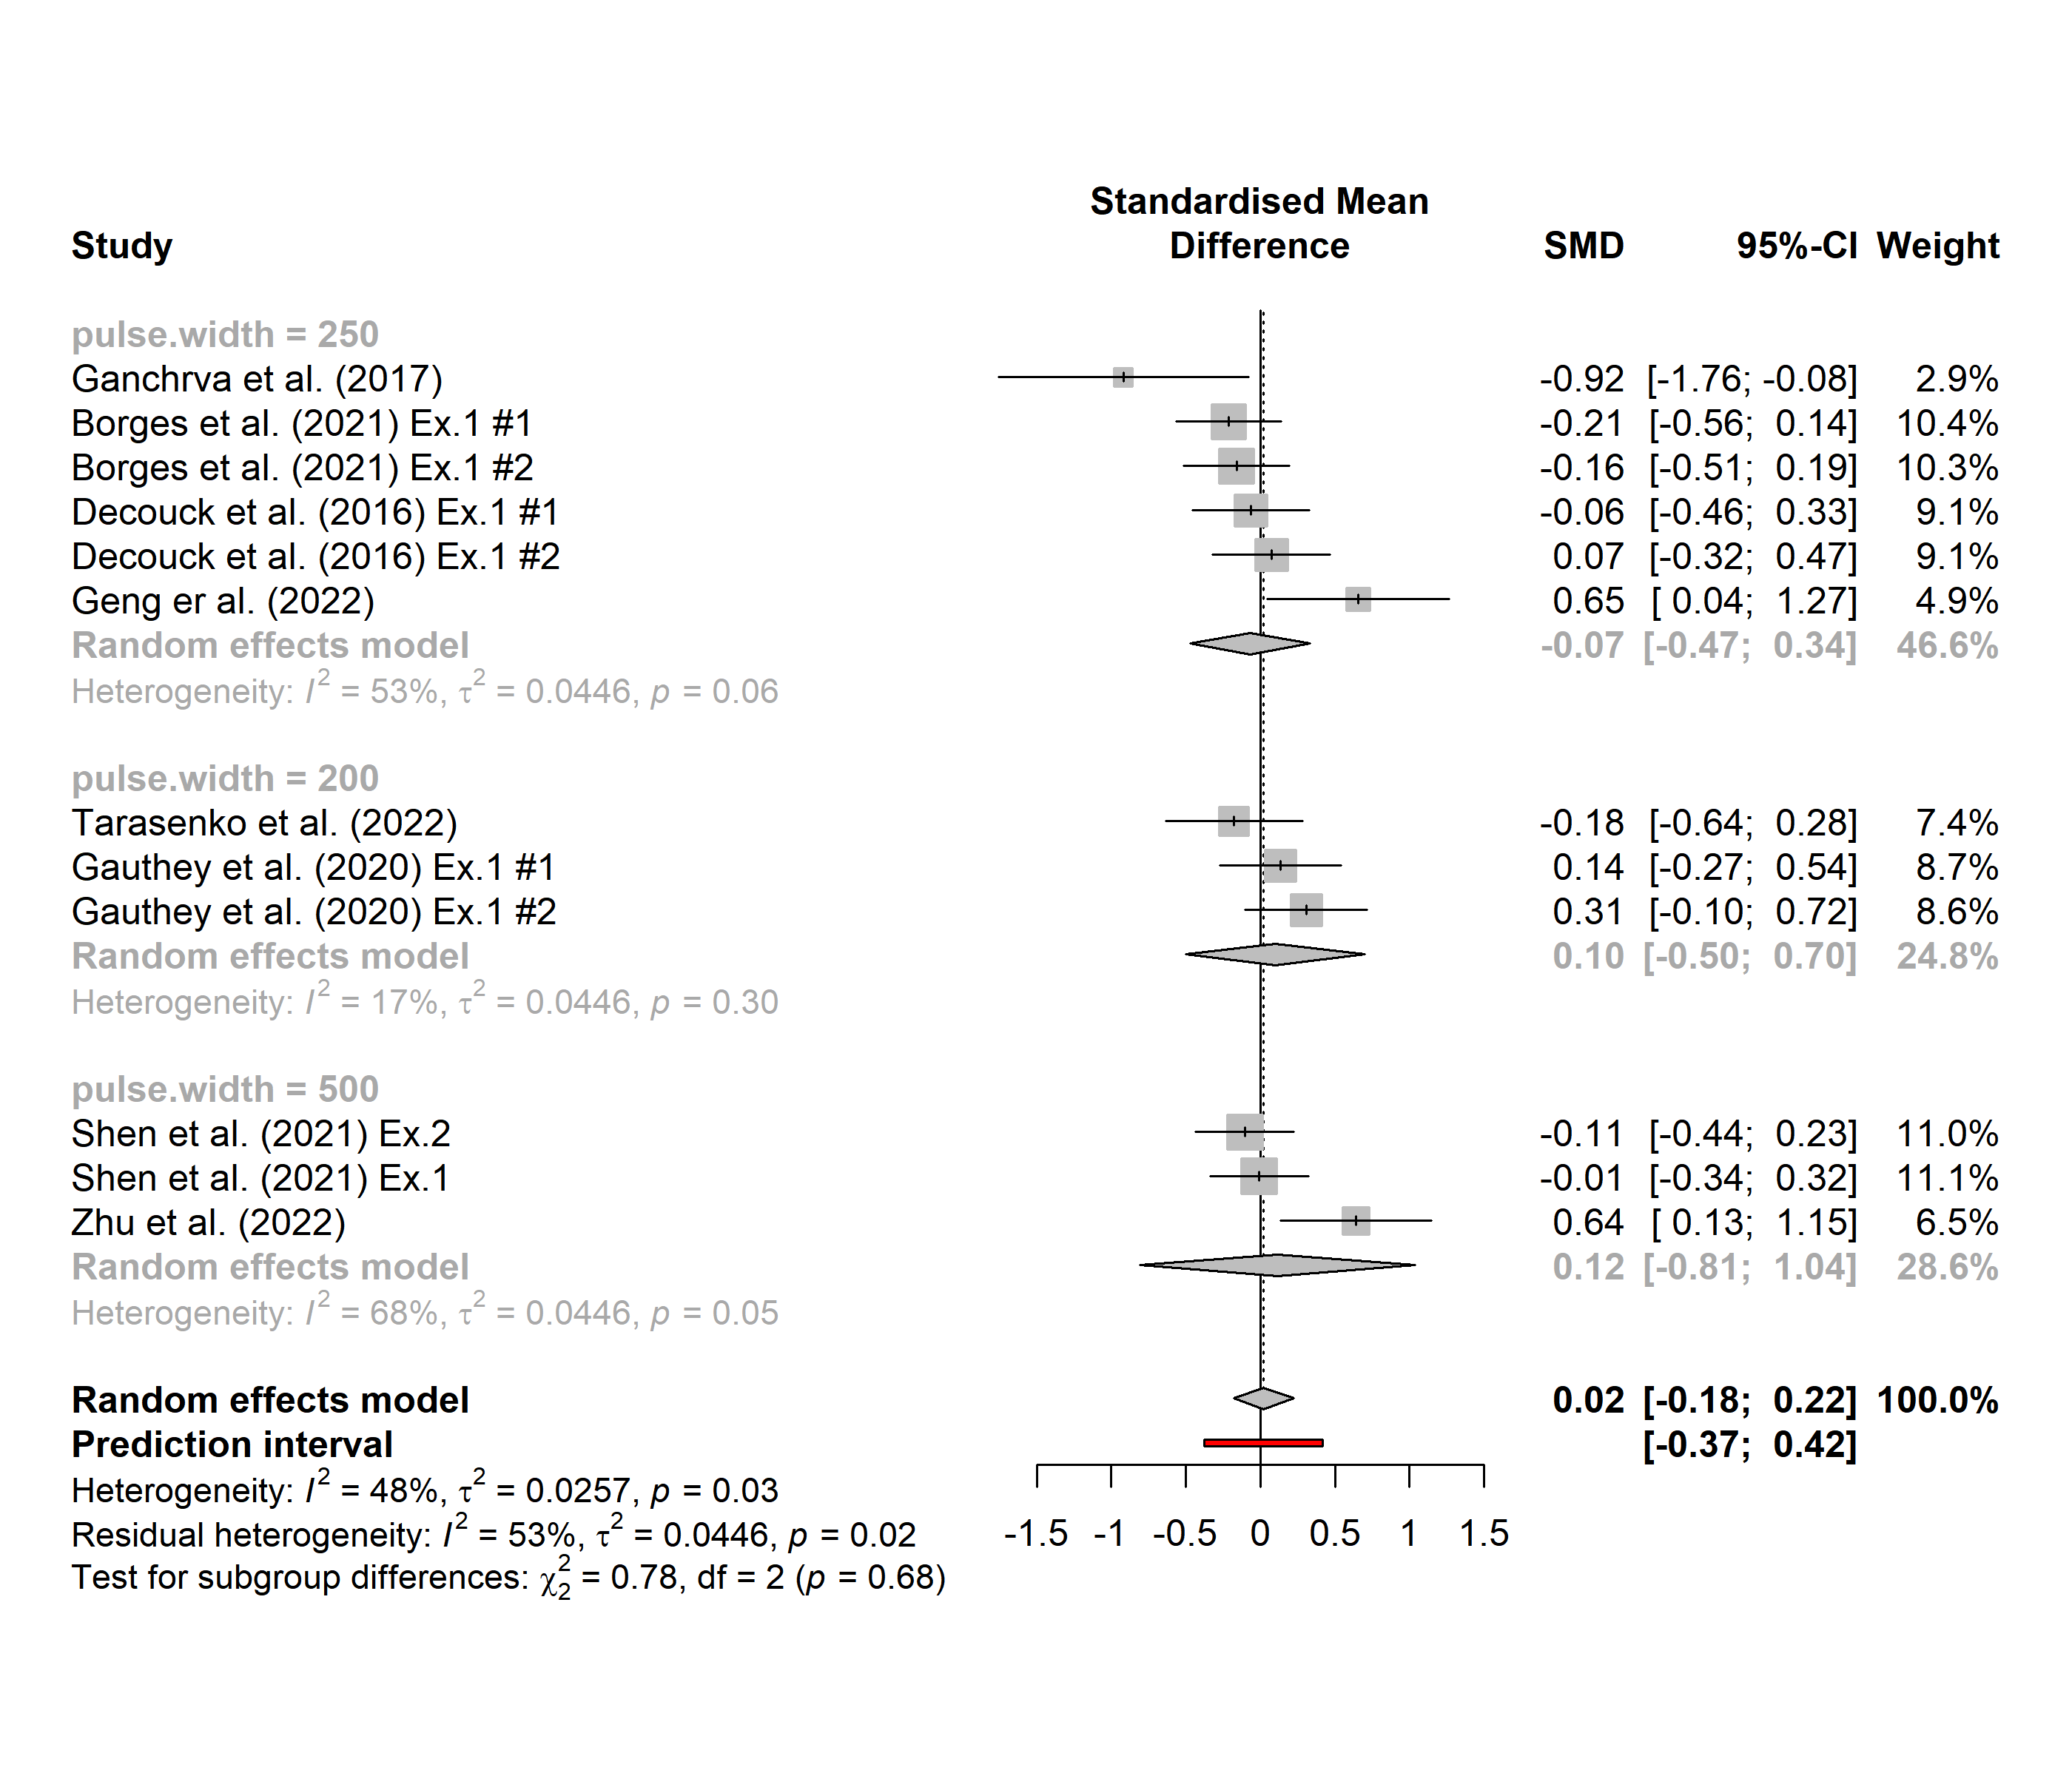 Standardised Mean
Study Difference SMD 95%-CI Weight
pulse.width = 250
Ganchrva et al. (2017) -0.92 [-1.76; -0.08] 2.9%
Borges et al. (2021) Ex.1 #1 -0.21 [-0.56; 0.14] 10.4%
Borges et al. (2021) Ex.1 #2 -0.16 [-0.51; 0.19] 10.3%
Decouck et al. (2016) Ex.1 #1 -0.06 [-0.46; 0.33] 9.1%
Decouck et al. (2016) Ex.1 #2 0.07 [-0.32; 0.47] 9.1%
Geng er al. (2022) 0.65 [ 0.04; 1.27] 4.9%
Random effects model -0.07 [-0.47; 0.34] 46.6%
Heterogeneity: I² = 53%, τ² = 0.0446, p = 0.06
pulse.width = 200
Tarasenko et al. (2022) -0.18 [-0.64; 0.28] 7.4%
Gauthey et al. (2020) Ex.1 #1 0.14 [-0.27; 0.54] 8.7%
Gauthey et al. (2020) Ex.1 #2 0.31 [-0.10; 0.72] 8.6%
Random effects model 0.10 [-0.50; 0.70] 24.8%
Heterogeneity: I² = 17%, τ² = 0.0446, p = 0.30
pulse.width = 500
Shen et al. (2021) Ex.2 -0.11 [-0.44; 0.23] 11.0%
Shen et al. (2021) Ex.1 -0.01 [-0.34; 0.32] 11.1%
Zhu et al. (2022) 0.64 [ 0.13; 1.15] 6.5%
Random effects model 0.12 [-0.81; 1.04] 28.6%
Heterogeneity: I² = 68%, τ² = 0.0446, p = 0.05
Random effects model 0.02 [-0.18; 0.22] 100.0%
Prediction interval [-0.37; 0.42]
Heterogeneity: I² = 48%, τ² = 0.0257, p = 0.03
Residual heterogeneity: I² = 53%, τ² = 0.0446, p = 0.02
-1.5 -1 -0.5 0 0.5 1 1.5
Test for subgroup differences: χ²₂ = 0.78, df = 2 (p = 0.68)